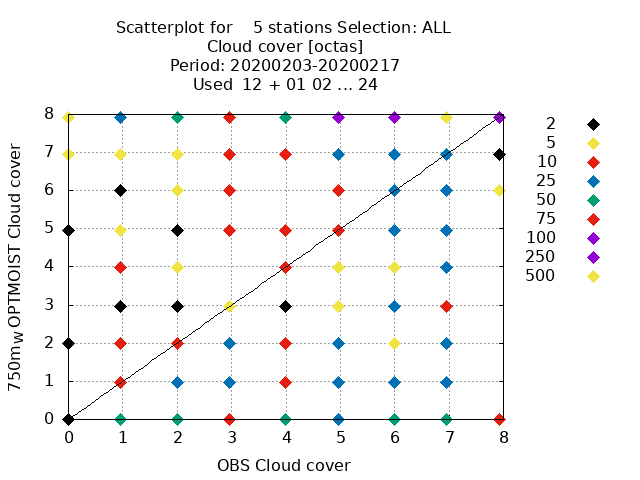 Scatterplot for    5 stations Selection: ALL
Cloud cover [octas]
Period: 20200203-20200217
Used  12 + 01 02 ... 24
750mw OPTMOIST Cloud cover
8
7
6
5
4
3
2
1
0
0 1 2 3 4 5 6 7 8
OBS Cloud cover
2
5
10
25
50
75
100
250
500